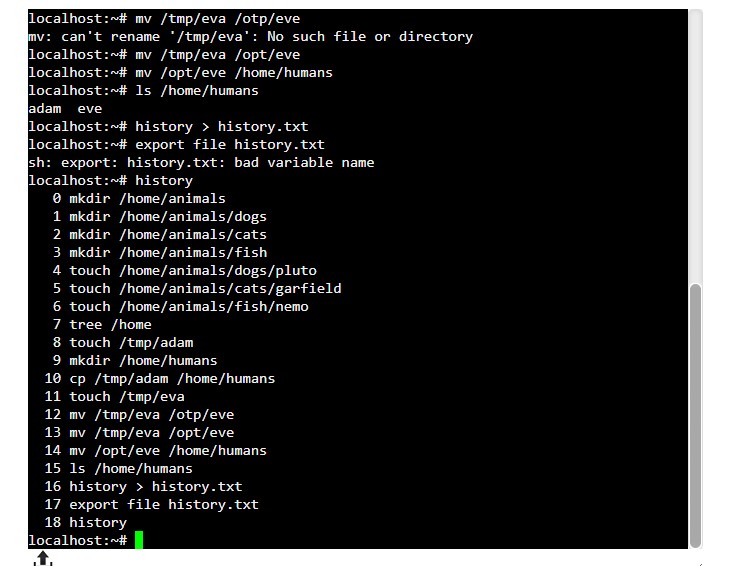 localhost:~# mv /tmp/eva /otp/eve
mv: can't rename '/tmp/eva': No such file or directory
localhost:~# mv /tmp/eva /opt/eve
localhost:~# mv /opt/eve /home/humans
localhost:~# ls /home/humans
adam  eve
localhost:~# history > history.txt
localhost:~# export file history.txt
sh: export: history.txt: bad variable name
localhost:~# history
   0 mkdir /home/animals
   1 mkdir /home/animals/dogs
   2 mkdir /home/animals/cats
   3 mkdir /home/animals/fish
   4 touch /home/animals/dogs/pluto
   5 touch /home/animals/cats/garfield
   6 touch /home/animals/fish/nemo
   7 tree /home
   8 touch /tmp/adam
   9 mkdir /home/humans
  10 cp /tmp/adam /home/humans
  11 touch /tmp/eva
  12 mv /tmp/eva /otp/eve
  13 mv /tmp/eva /opt/eve
  14 mv /opt/eve /home/humans
  15 ls /home/humans
  16 history > history.txt
  17 export file history.txt
  18 history
localhost:~#